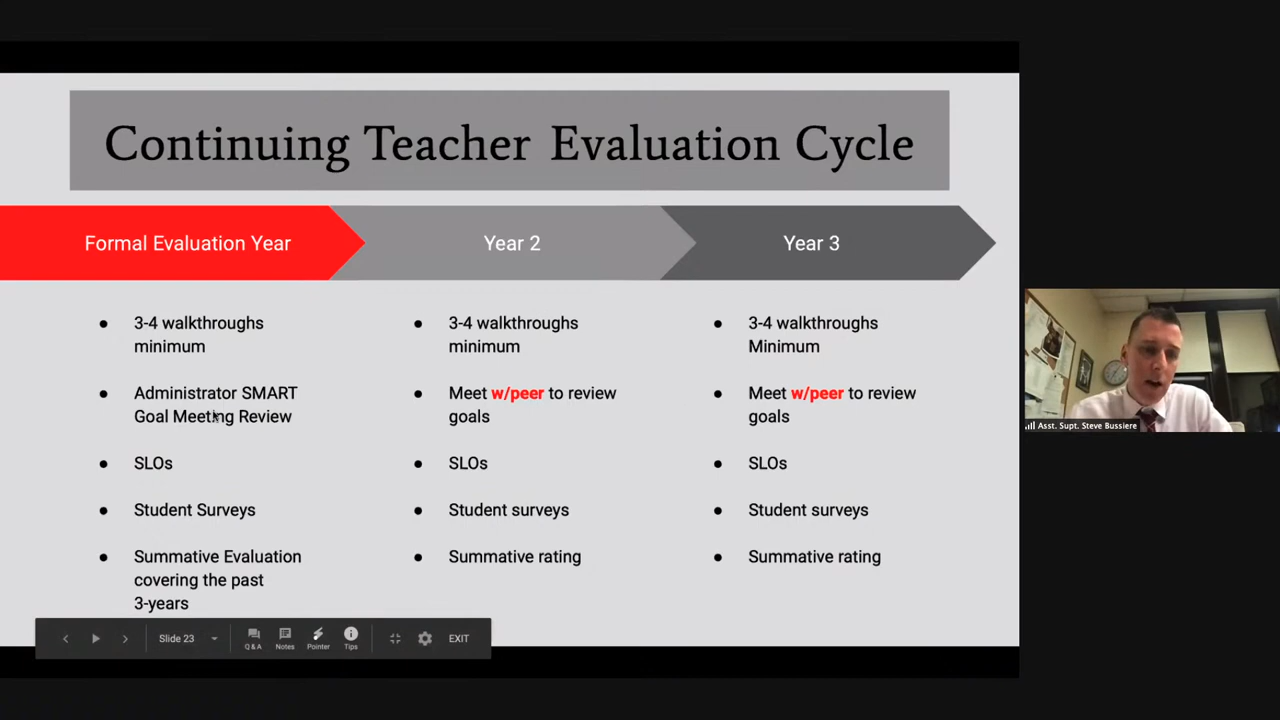 Continuing Teacher Evaluation Cycle
Formal Evaluation Year
Year 2
Year 3
● 3-4 walkthroughs
minimum
● Administrator SMART
Goal Meeting Review
● SLOs
● Student Surveys
● Summative Evaluation
covering the past
3-years
● 3-4 walkthroughs
minimum
● Meet w/peer to review
goals
● SLOs
● Student surveys
● Summative rating
● 3-4 walkthroughs
Minimum
● Meet w/peer to review
goals
● SLOs
● Student surveys
● Summative rating
Slide 23
Q & A
Notes
Pointer
Tips
EXIT
Asst. Supt. Steve Bussiere